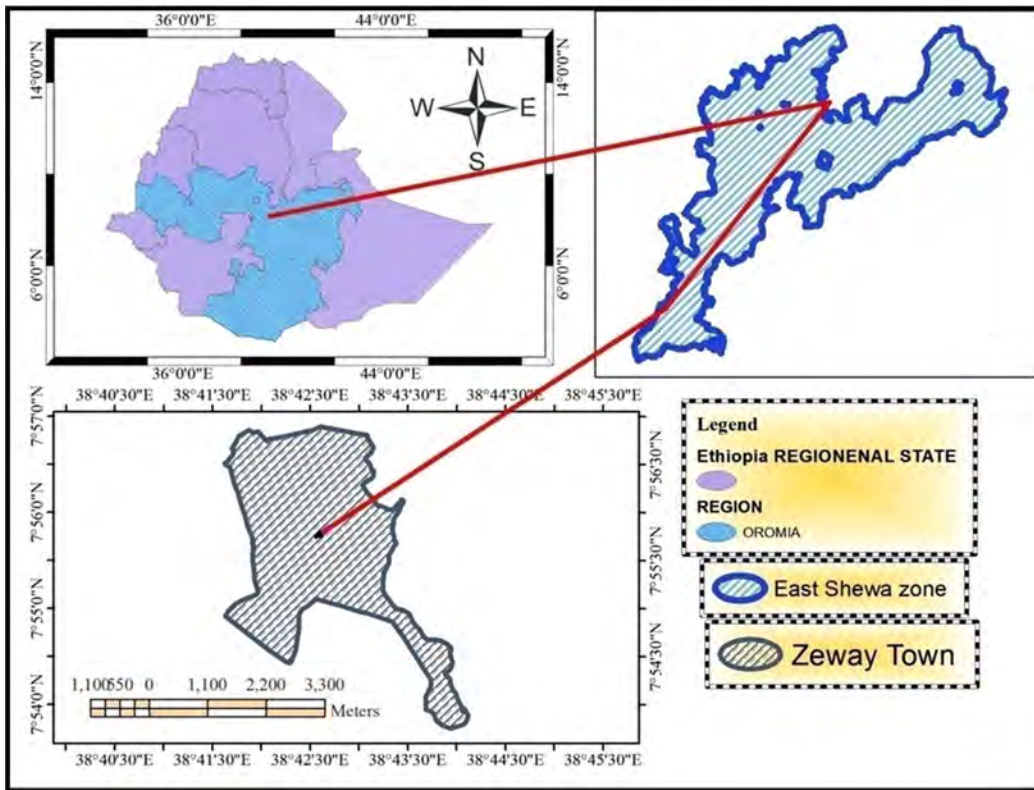 36°0'0"E 44°0'0"E
14°0'0"N
6°0'0"N
14°0'0"N
6°0'0"N
N
W E
S
36°0'0"E 44°0'0"E
38°40'30"E 38°41'30"E 38°42'30"E 38°43'30"E 38°44'30"E 38°45'30"E
7°57'0"N
7°56'0"N
7°55'0"N
7°54'0"N
7°56'30"N
7°55'30"N
7°54'30"N
1,100 550 0 1,100 2,200 3,300
Meters
38°40'30"E 38°41'30"E 38°42'30"E 38°43'30"E 38°44'30"E 38°45'30"E
Legend
Ethiopia REGIONENAL STATE
REGION
OROMIA
East Shewa zone
Zeway Town